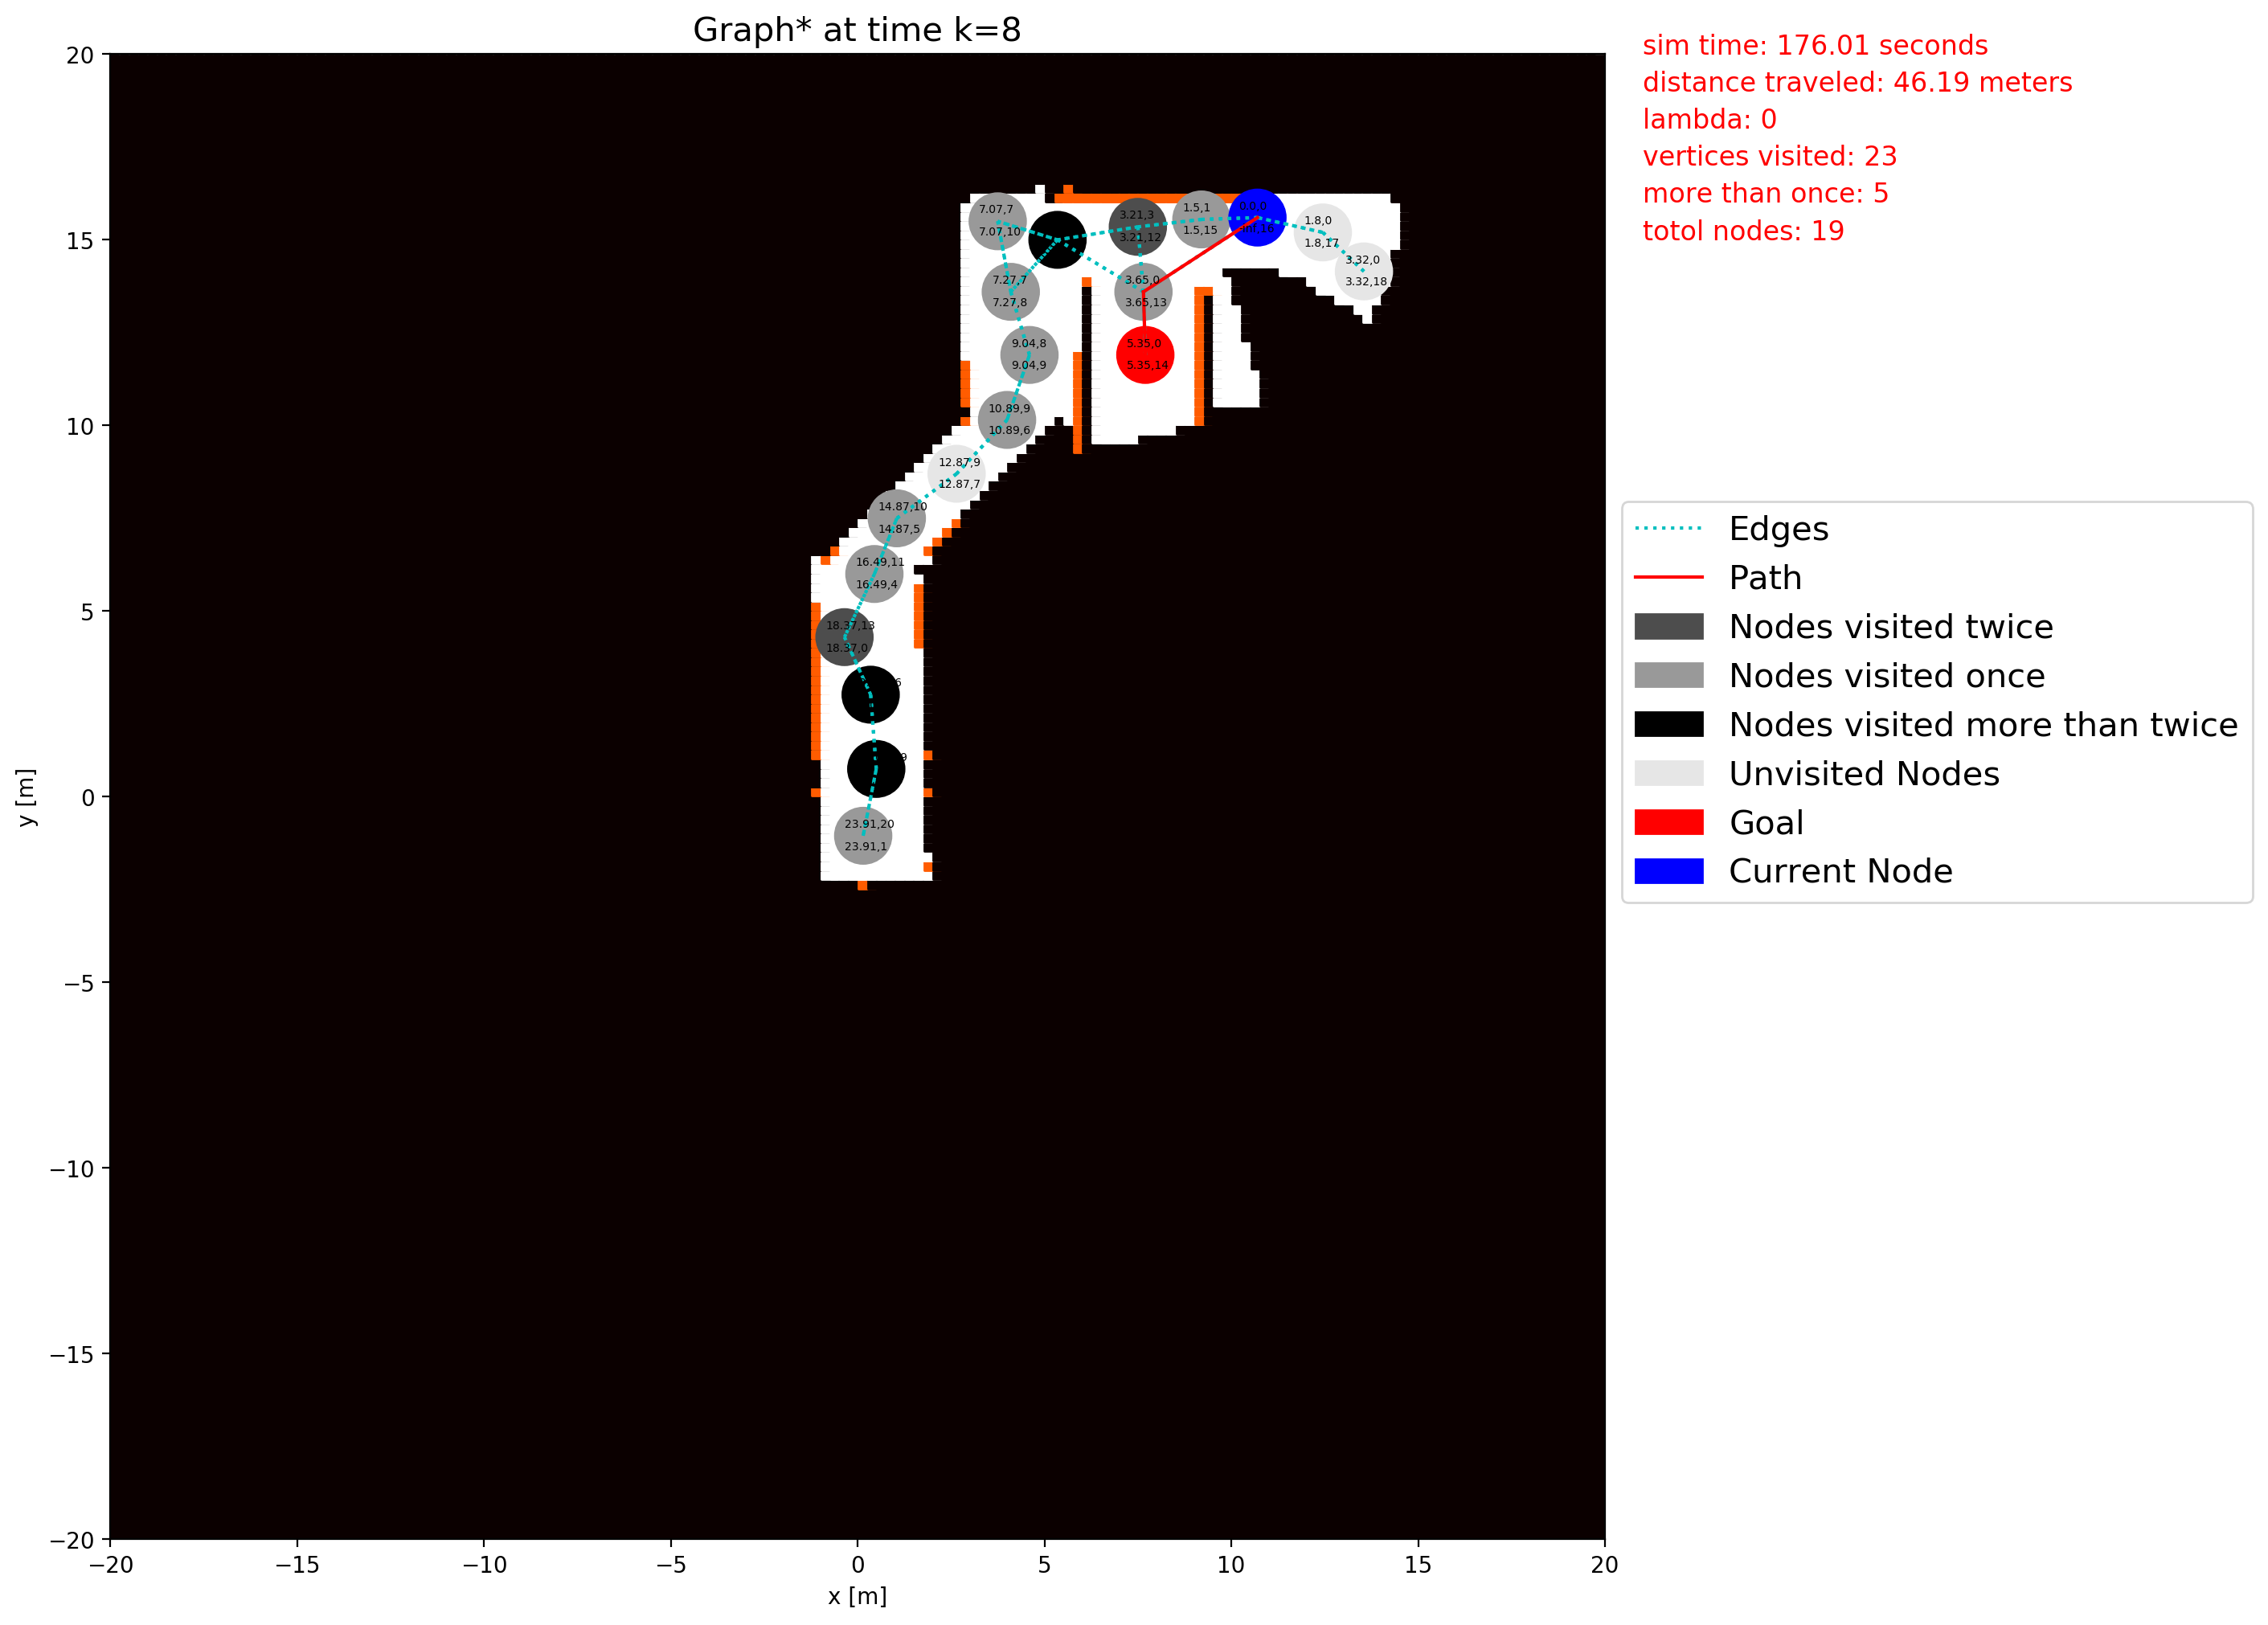 Graph* at time k=8
sim time: 176.01 seconds
distance traveled: 46.19 meters
lambda: 0
vertices visited: 23
more than once: 5
totol nodes: 19
20
15
10
5
0
−5
−10
−15
−20
y [m]
−20
−15
−10
−5
0
5
10
15
20
x [m]
7.07,7
7.07,10
3.21,3
3.21,12
1.5,1
1.5,15
0.0,0
1.8,0
1.8,17
3.32,0
3.32,18
7.27,7
7.27,8
3.65,0
3.65,13
9.04,8
9.04,9
5.35,0
5.35,14
10.89,9
10.89,6
12.87,9
12.87,7
14.87,10
14.87,5
16.49,11
16.49,4
18.37,13
18.37,0
23.91,20
23.91,1
Edges
Path
Nodes visited twice
Nodes visited once
Nodes visited more than twice
Unvisited Nodes
Goal
Current Node